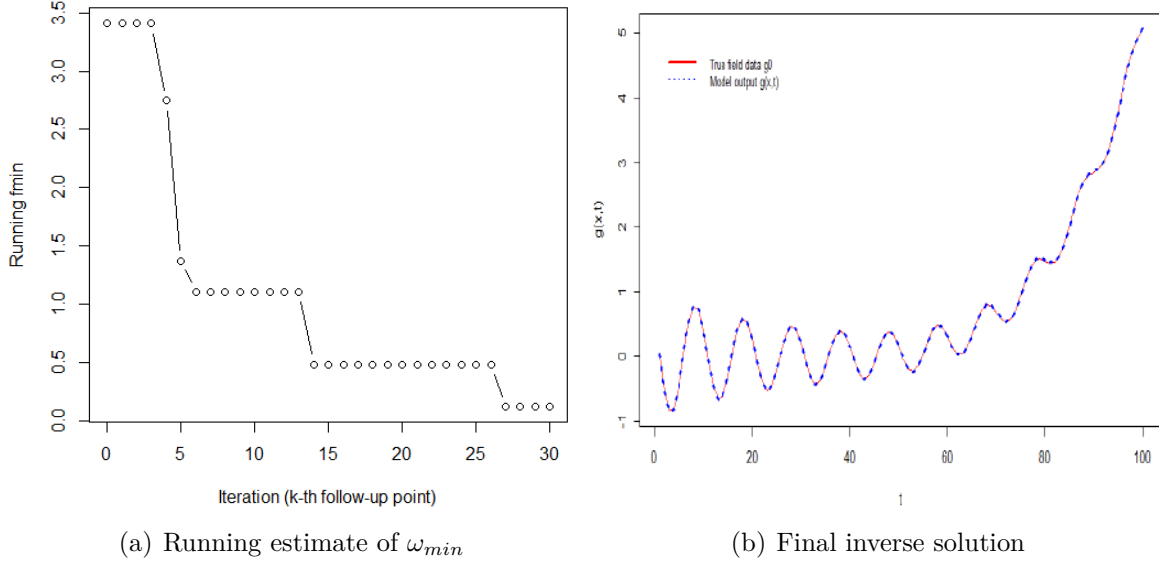 3.5
3.0
2.5
2.0
1.5
1.0
0.5
0.0
Running fmin
0 5 10 15 20 25 30
Iteration (k-th follow-up point)
(a) Running estimate of ω_min
5
4
3
2
1
0
-1
g(x,t)
True field data g0
Model output g(x,t)
0 20 40 60 80 100
t
(b) Final inverse solution